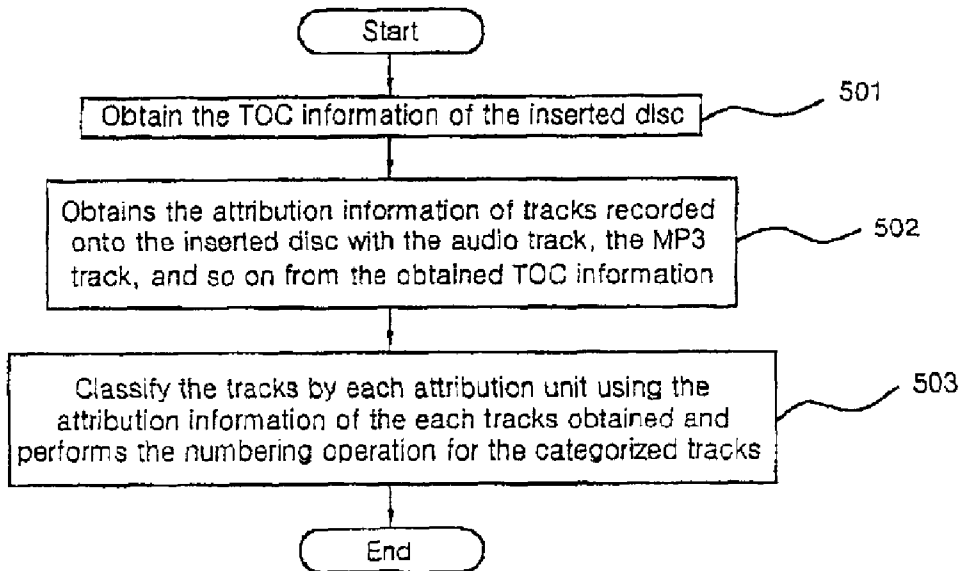 Start
Obtain the TOC information of the inserted disc
501
Obtains the attribution information of tracks recorded
onto the inserted disc with the audio track, the MP3
track, and so on from the obtained TOC information
502
Classify the tracks by each attribution unit using the
attribution information of the each tracks obtained and
performs the numbering operation for the categorized tracks
503
End